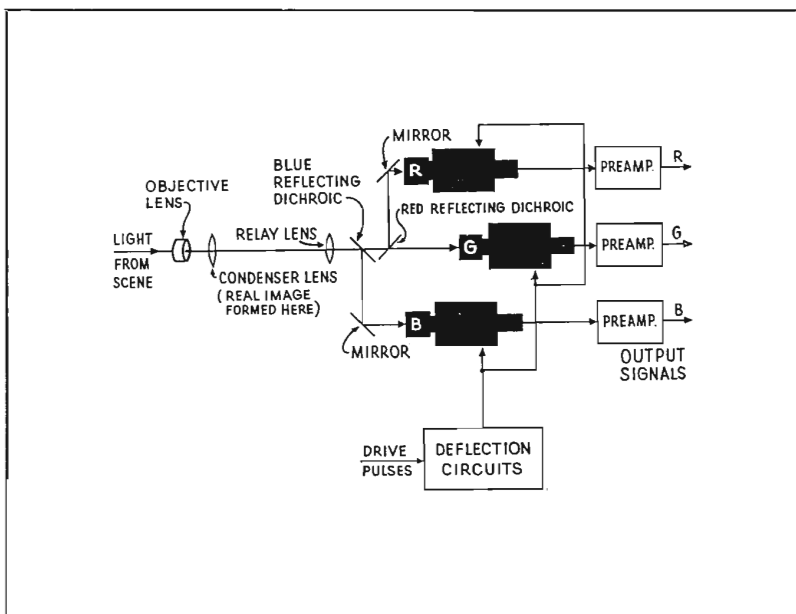 MIRROR
BLUE
REFLECTING
DICHROIC
OBJECTIVE
LENS
R
PREAMP.
R
RED REFLECTING DICHROIC
RELAY LENS
LIGHT
FROM
SCENE
G
PREAMP.
G
CONDENSER LENS
(REAL IMAGE
FORMED HERE)
B
PREAMP.
B
MIRROR
OUTPUT
SIGNALS
DRIVE
PULSES
DEFLECTION
CIRCUITS